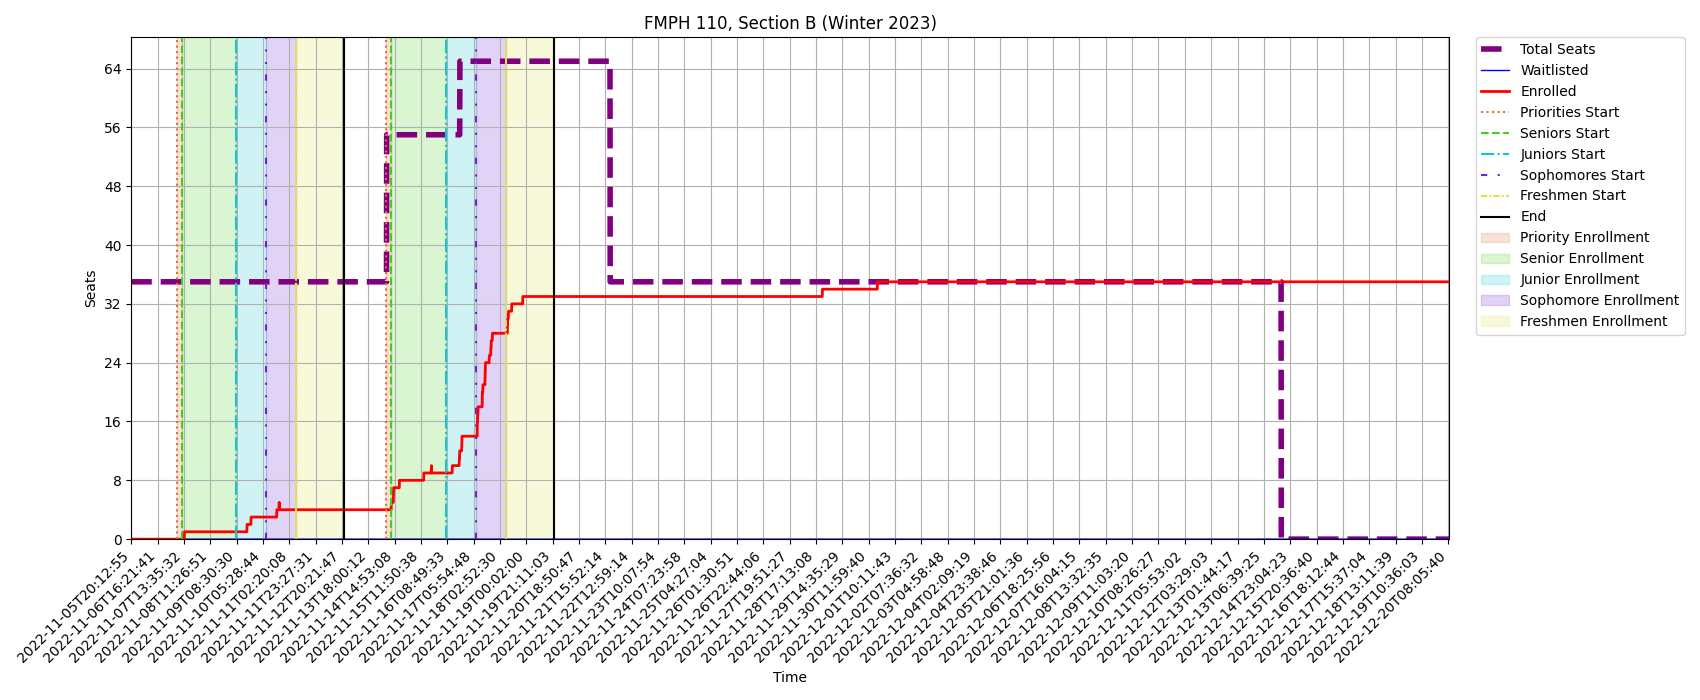 FMPH 110, Section B (Winter 2023)
Seats
64
56
48
40
32
24
16
8
0
2022-11-05T20:12:55
2022-11-06T16:21:41
2022-11-07T13:35:32
2022-11-08T11:26:51
2022-11-09T08:30:30
2022-11-10T05:28:44
2022-11-11T02:20:09
2022-11-11T23:27:31
2022-11-12T20:21:47
2022-11-13T18:00:12
2022-11-14T14:53:08
2022-11-15T11:50:38
2022-11-16T08:49:33
2022-11-17T05:54:48
2022-11-18T02:52:30
2022-11-19T00:02:00
2022-11-19T21:11:03
2022-11-20T18:50:47
2022-11-21T15:52:14
2022-11-22T12:59:14
2022-11-23T10:07:54
2022-11-24T07:23:58
2022-11-25T04:27:04
2022-11-26T01:30:51
2022-11-26T22:44:06
2022-11-27T19:51:27
2022-11-28T17:13:08
2022-11-29T14:35:29
2022-11-30T11:59:40
2022-12-01T10:11:43
2022-12-02T07:36:32
2022-12-03T04:58:48
2022-12-04T02:09:19
2022-12-04T23:38:46
2022-12-05T21:01:36
2022-12-06T18:25:56
2022-12-07T16:04:15
2022-12-08T13:32:35
2022-12-09T11:03:20
2022-12-10T08:26:27
2022-12-11T05:53:02
2022-12-12T03:29:03
2022-12-13T01:44:17
2022-12-13T06:39:25
2022-12-14T23:04:23
2022-12-15T20:36:40
2022-12-16T18:12:44
2022-12-17T15:37:04
2022-12-18T13:11:39
2022-12-19T10:36:03
2022-12-20T08:05:40
Time
Total Seats
Waitlisted
Enrolled
Priorities Start
Seniors Start
Juniors Start
Sophomores Start
Freshmen Start
End
Priority Enrollment
Senior Enrollment
Junior Enrollment
Sophomore Enrollment
Freshmen Enrollment